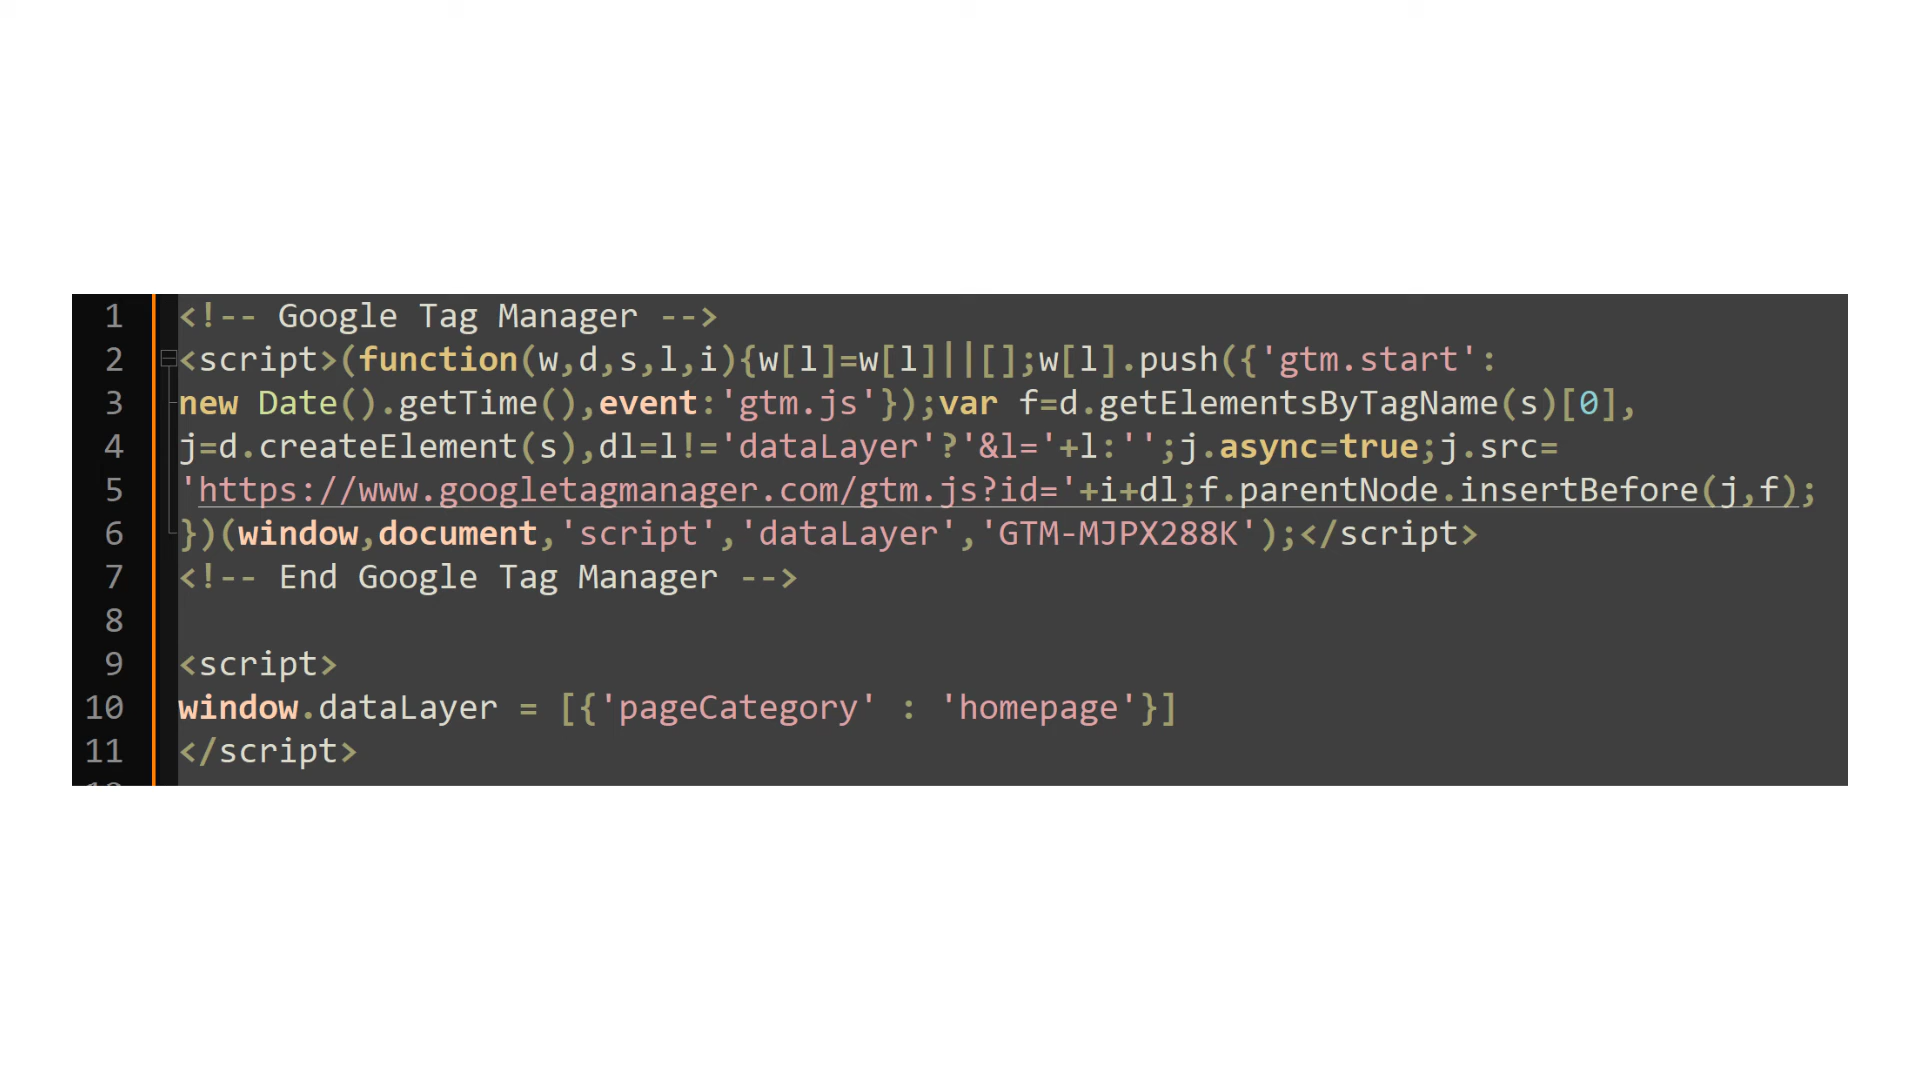 1 <!-- Google Tag Manager -->
2 <script>(function(w,d,s,l,i){w[l]=w[l]||[];w[l].push({'gtm.start':
3 new Date().getTime(),event:'gtm.js'});var f=d.getElementsByTagName(s)[0],
4 j=d.createElement(s),dl=l!='dataLayer'?'&l='+l:'';j.async=true;j.src=
5 'https://www.googletagmanager.com/gtm.js?id='+i+dl;f.parentNode.insertBefore(j,f);
6 })(window,document,'script','dataLayer','GTM-MJPX288K');</script>
7 <!-- End Google Tag Manager -->
8
9 <script>
10 window.dataLayer = [{'pageCategory' : 'homepage'}]
11 </script>